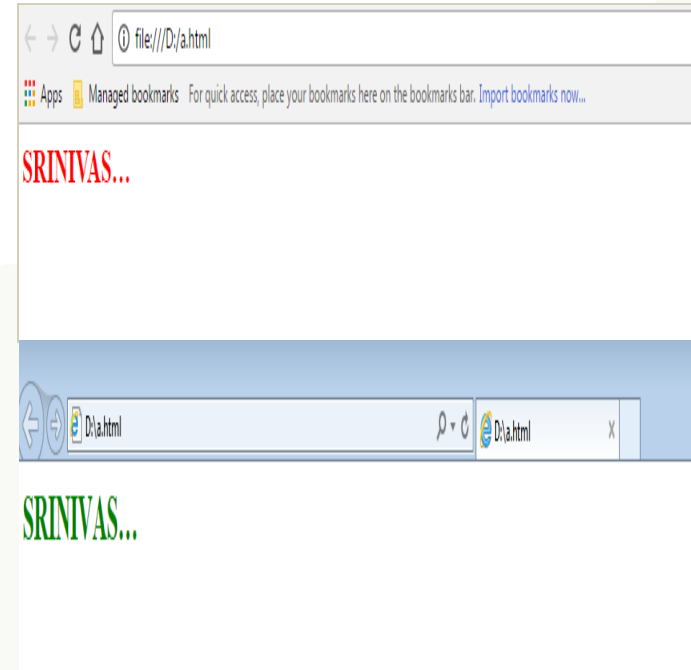 file:///D:/a.html
Apps Managed bookmarks For quick access, place your bookmarks here on the bookmarks bar. Import bookmarks now...
SRINIVAS...
D:\a.html D:\a.html X
SRINIVAS...